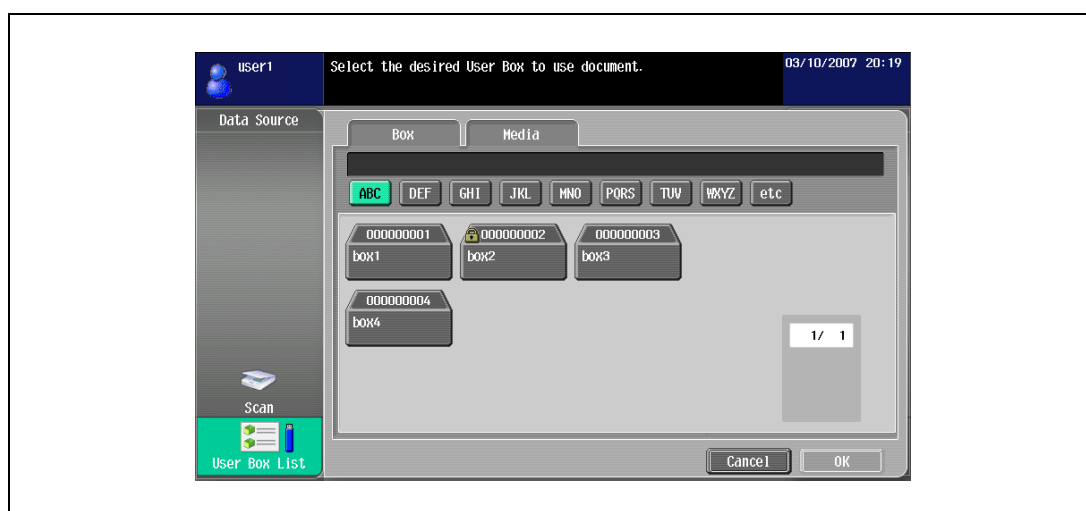 user1
Select the desired User Box to use document.
03/10/2007 20:19
Data Source
Box
Media
ABC
DEF
GHI
JKL
MNO
PQRS
TUV
WXYZ
etc
000000001
box1
000000002
box2
000000003
box3
000000004
box4
1/ 1
Scan
User Box List
Cancel
OK